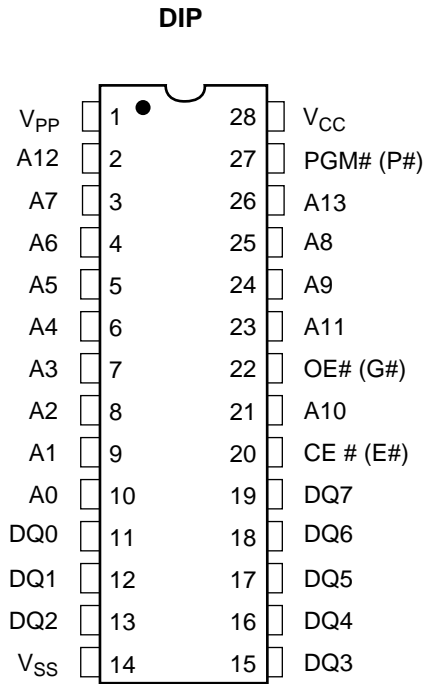 DIP
V_PP 1 28 V_CC
A12 2 27 PGM# (P#)
A7 3 26 A13
A6 4 25 A8
A5 5 24 A9
A4 6 23 A11
A3 7 22 OE# (G#)
A2 8 21 A10
A1 9 20 CE # (E#)
A0 10 19 DQ7
DQ0 11 18 DQ6
DQ1 12 17 DQ5
DQ2 13 16 DQ4
V_SS 14 15 DQ3